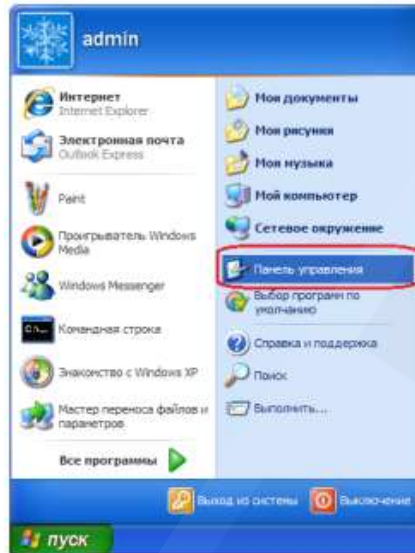 admin
Интернет
Internet Explorer
Электронная почта
Outlook Express
Paint
Проигрыватель Windows
Media
Windows Messenger
Командная строка
Знакомство с Windows XP
Мастер переноса файлов и
параметров
Все программы
Мои документы
Мои рисунки
Моя музыка
Мой компьютер
Сетевое окружение
Панель управления
Выбор программ по
умолчанию
Справка и поддержка
Поиск
Выполнить...
Выход из системы
Выключение
пуск